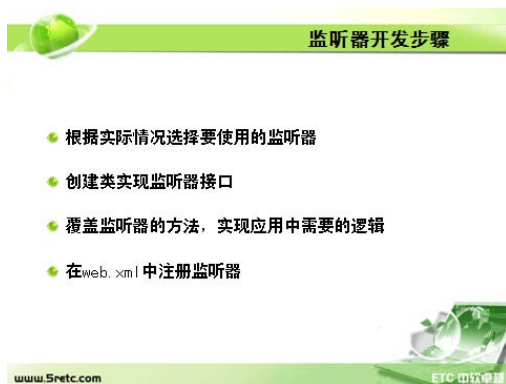 监听器开发步骤
根据实际情况选择要使用的监听器
创建类实现监听器接口
覆盖监听器的方法，实现应用中需要的逻辑
在web.xml中注册监听器
www.5retc.com
ETC 中软卓越